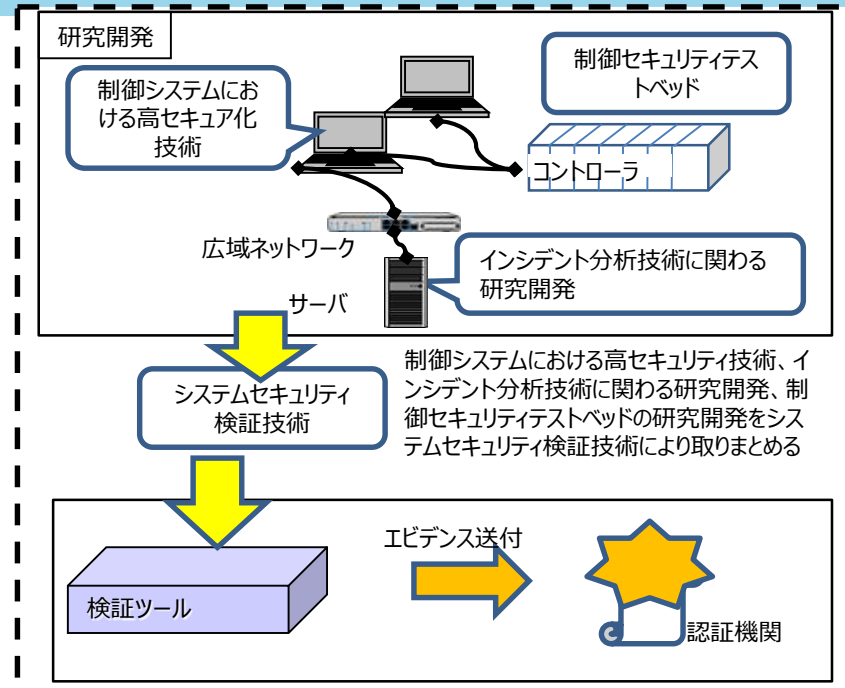 研究開発
制御セキュリティテス
トベッド
制御システムにお
ける高セキュア化
技術
コントローラ
広域ネットワーク
インシデント分析技術に関わる
研究開発
サーバ
制御システムにおける高セキュリティ技術、イ
ンシデント分析技術に関わる研究開発、制
御セキュリティテストベッドの研究開発をシス
テムセキュリティ検証技術により取りまとめる
システムセキュリティ
検証技術
エビデンス送付
検証ツール
認証機関